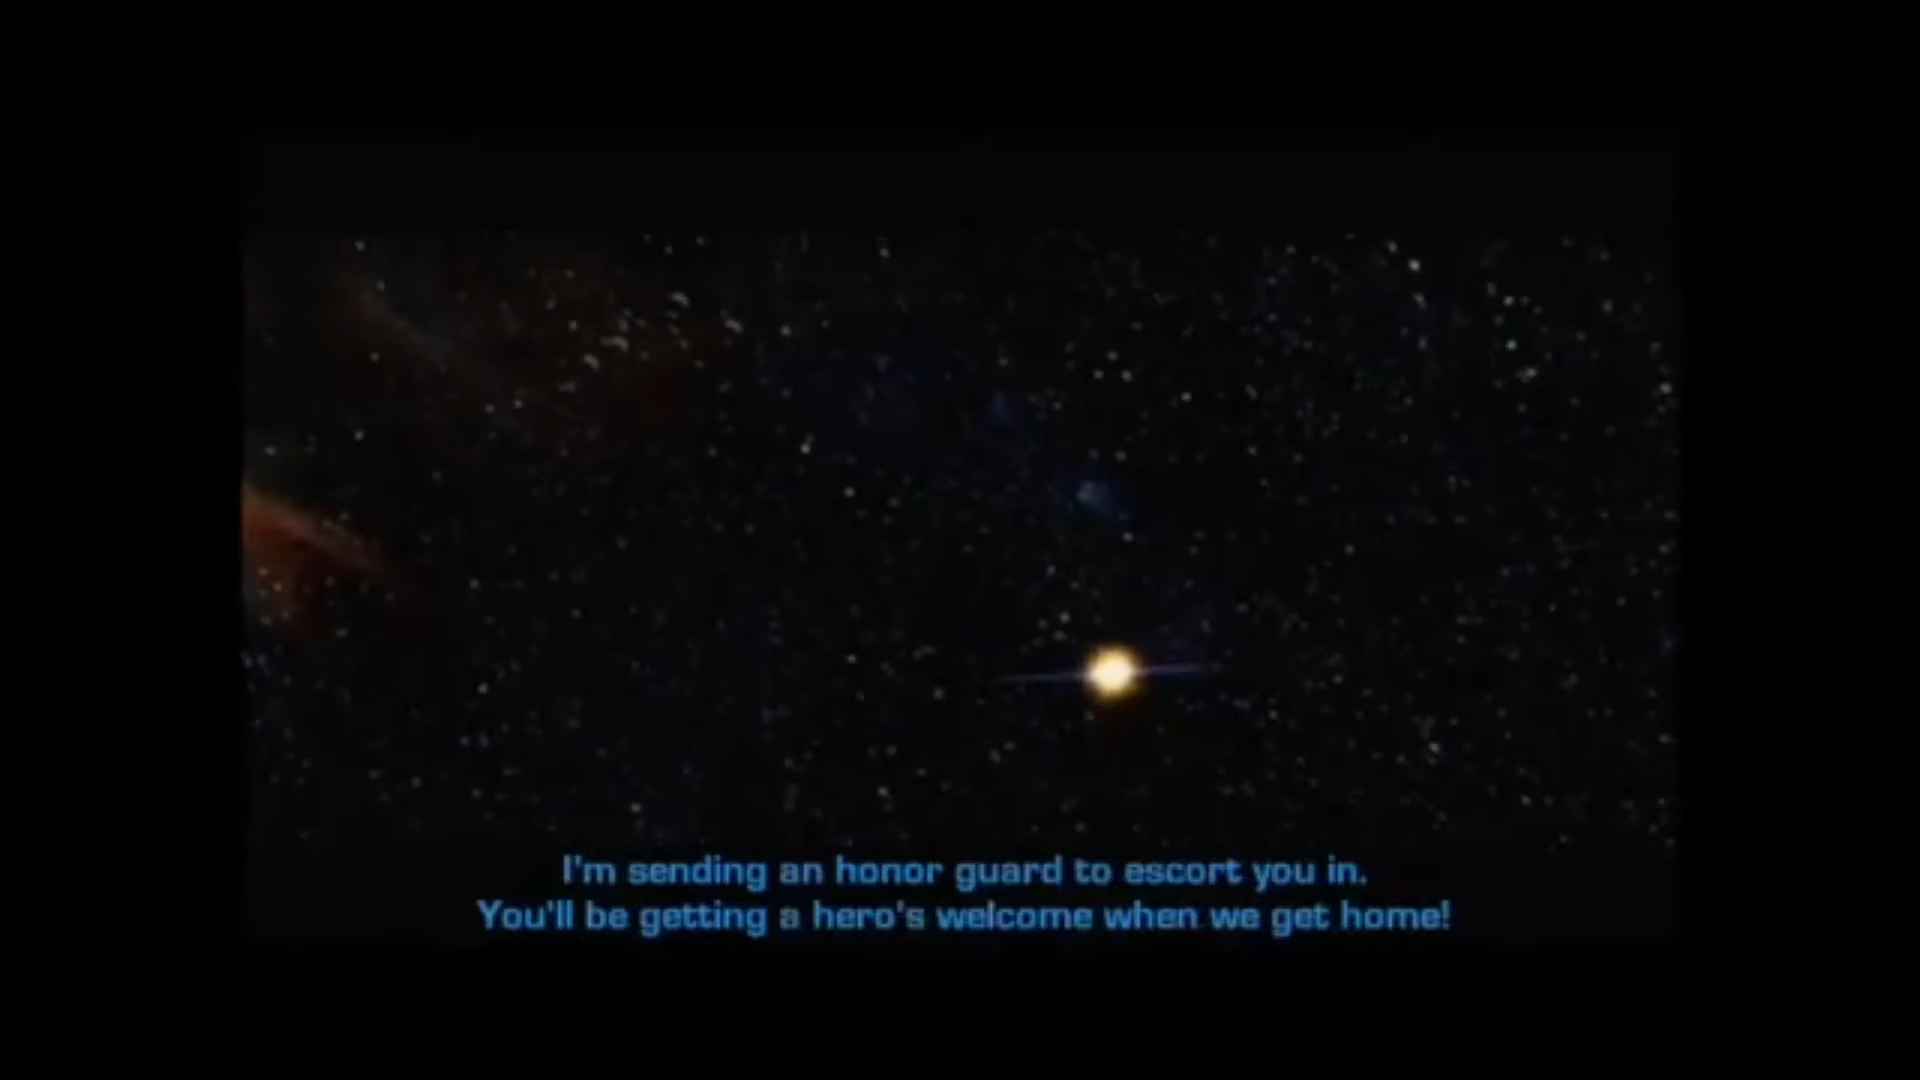 I'm sending an honor guard to escort you in.
You'll be getting a hero's welcome when we get home!